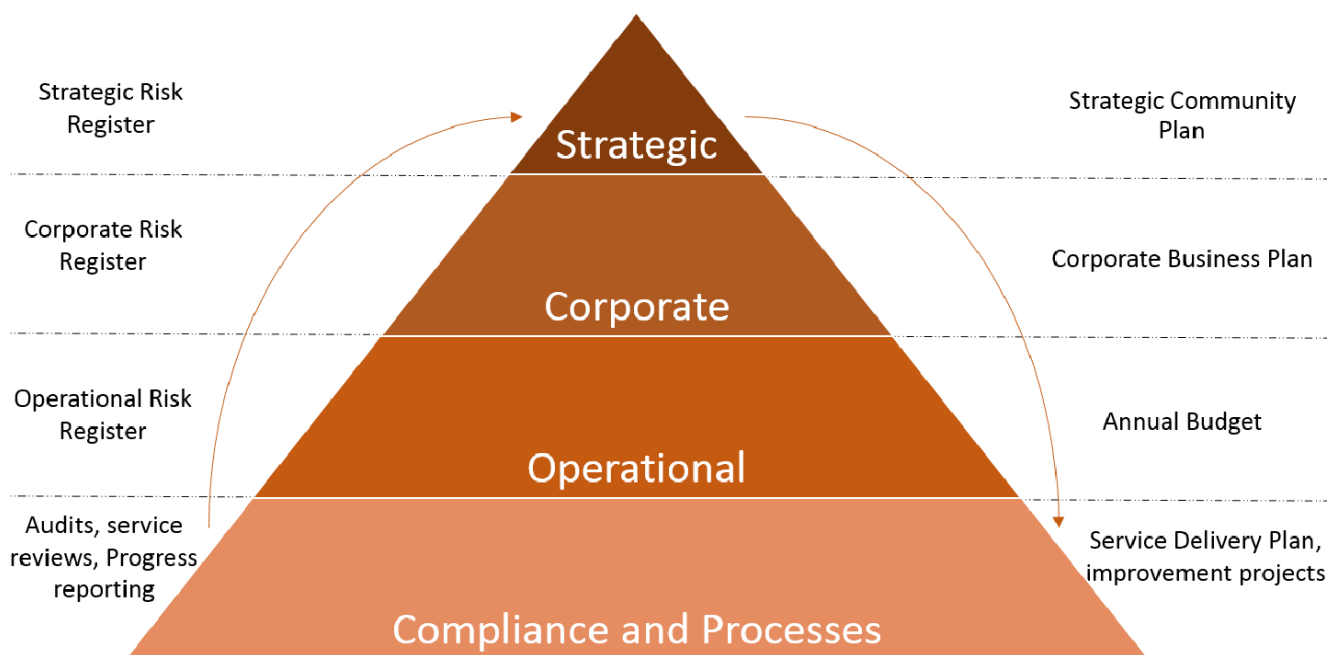 Strategic Risk
Register
Strategic Community
Plan
Strategic
Corporate Risk
Register
Corporate Business Plan
Corporate
Operational Risk
Register
Annual Budget
Operational
Audits, service
reviews, Progress
reporting
Service Delivery Plan,
improvement projects
Compliance and Processes